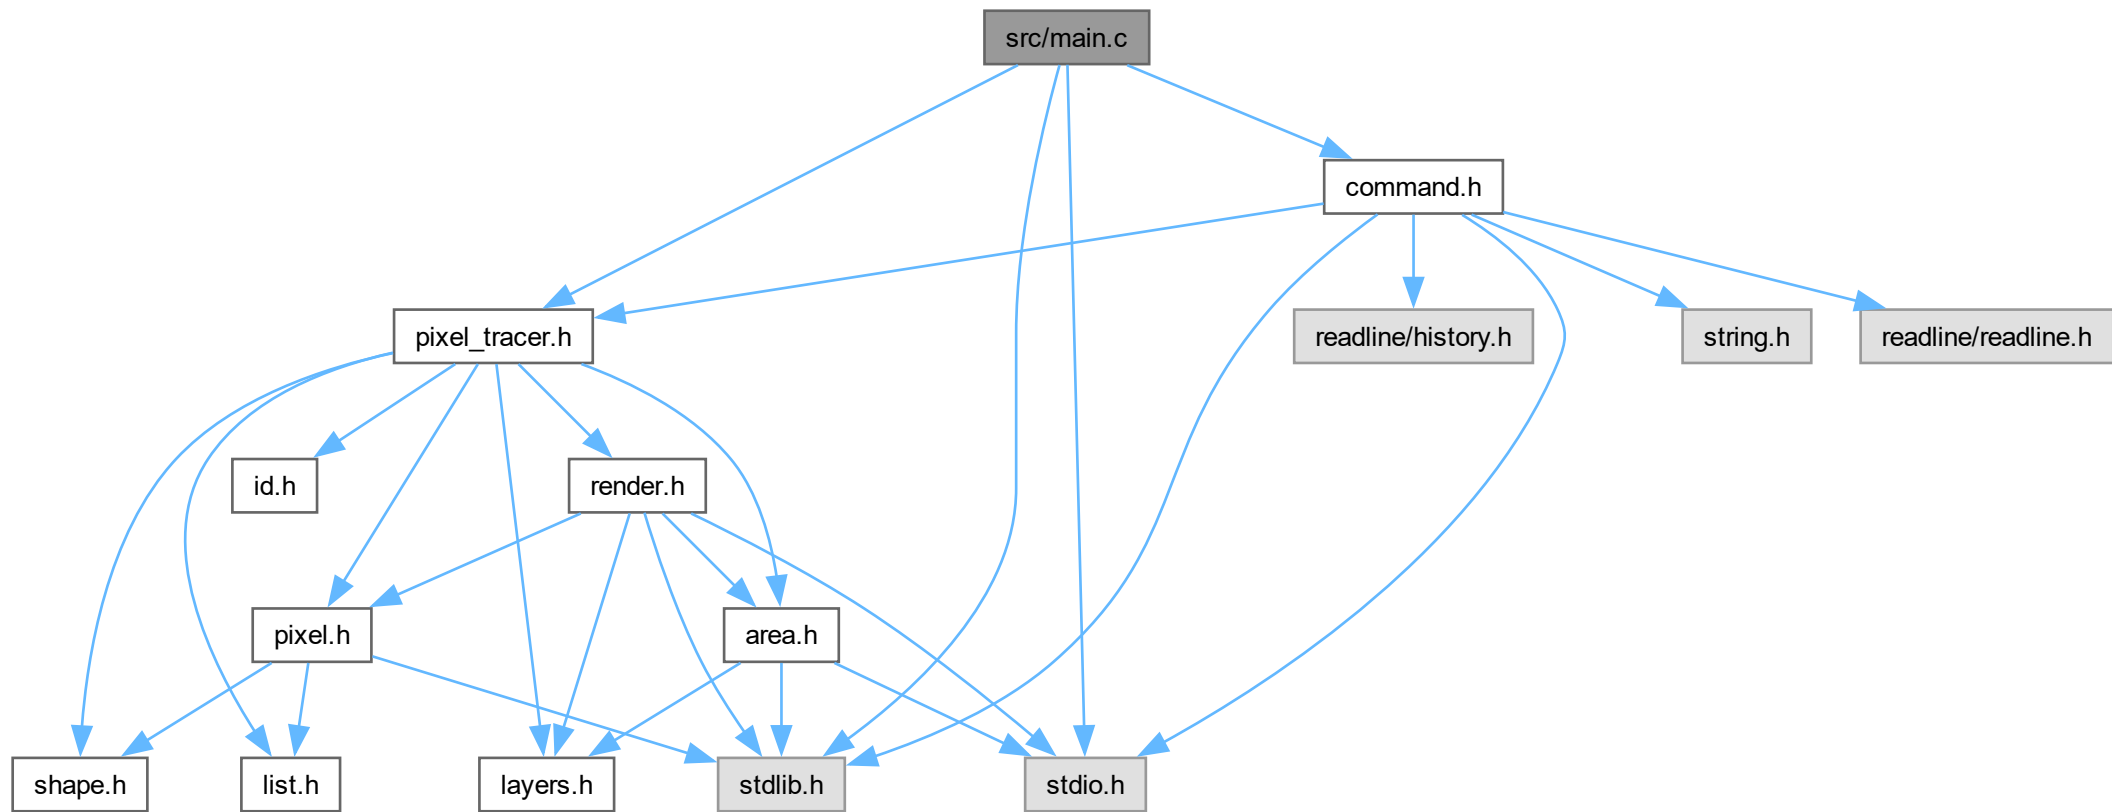 src/main.c
command.h
pixel_tracer.h
readline/history.h
string.h
readline/readline.h
id.h
render.h
pixel.h
area.h
shape.h
list.h
layers.h
stdlib.h
stdio.h